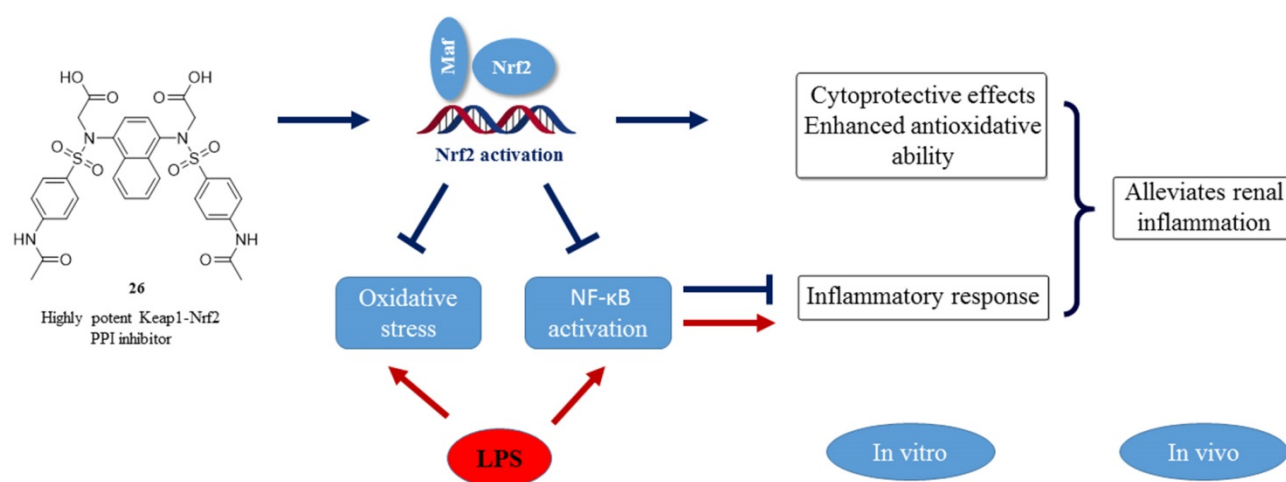 OH
OH
O
O
N
N
O
S
O
O
S
O
NH
HN
O
O
26
Highly potent Keap1-Nrf2
PPI inhibitor
Maf
Nrf2
Nrf2 activation
Oxidative
stress
NF-κB
activation
LPS
Cytoprotective effects
Enhanced antioxidative
ability
Inflammatory response
Alleviates renal
inflammation
In vitro
In vivo